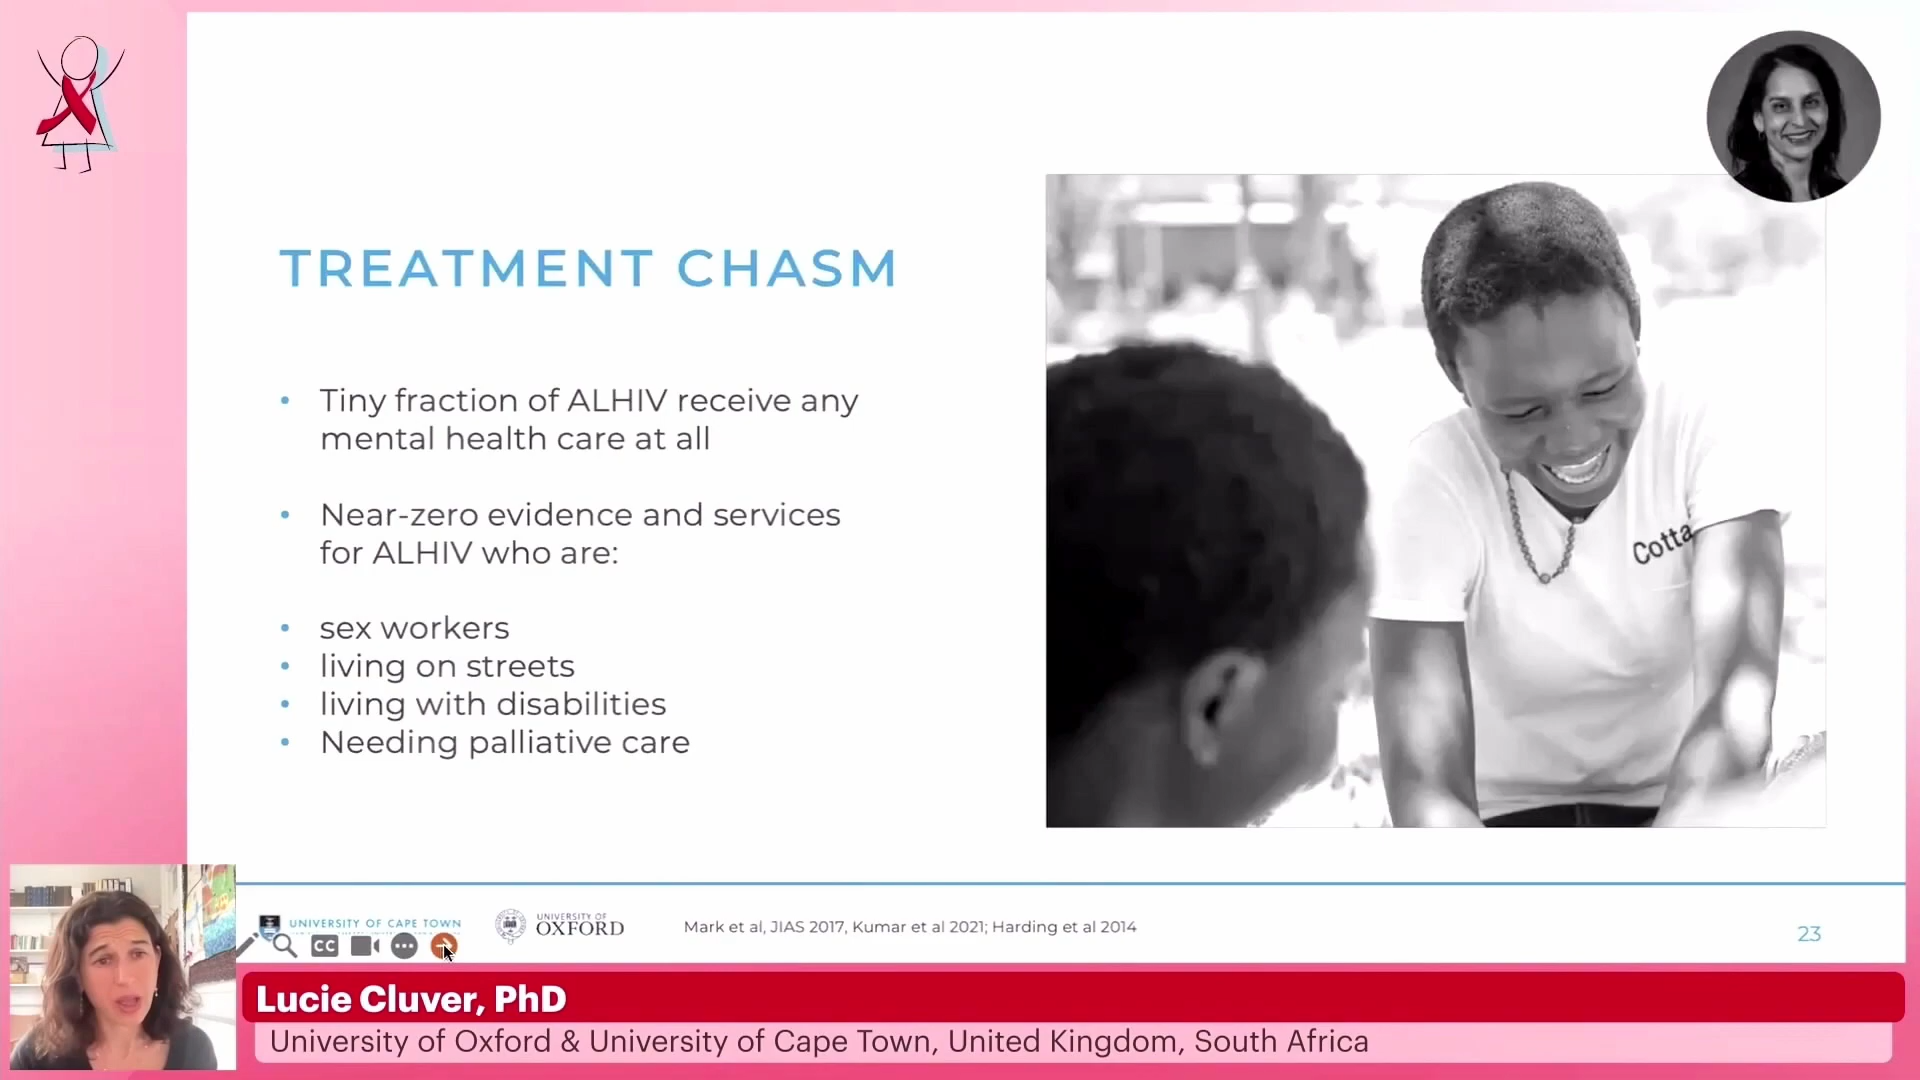 TREATMENT CHASM
• Tiny fraction of ALHIV receive any
mental health care at all
• Near-zero evidence and services
for ALHIV who are:
• sex workers
• living on streets
• living with disabilities
• Needing palliative care
Cotta
UNIVERSITY OF CAPE TOWN
UNIVERSITY OF
OXFORD
Mark et al, JIAS 2017, Kumar et al 2021; Harding et al 2014
23
CC
Lucie Cluver, PhD
University of Oxford & University of Cape Town, United Kingdom, South Africa